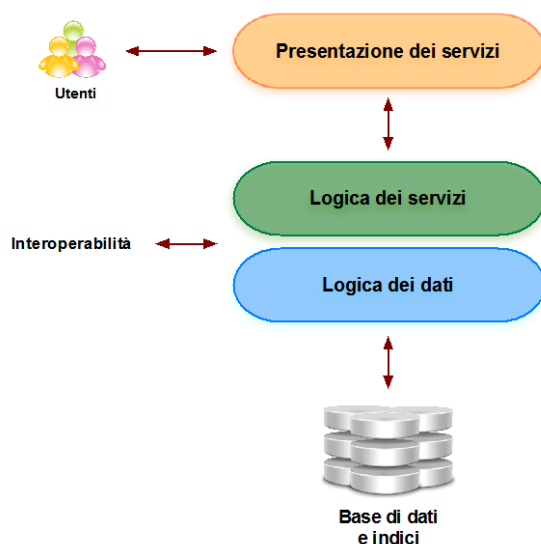 Presentazione dei servizi
Utenti
Logica dei servizi
Interoperabilità
Logica dei dati
Base di dati
e indici